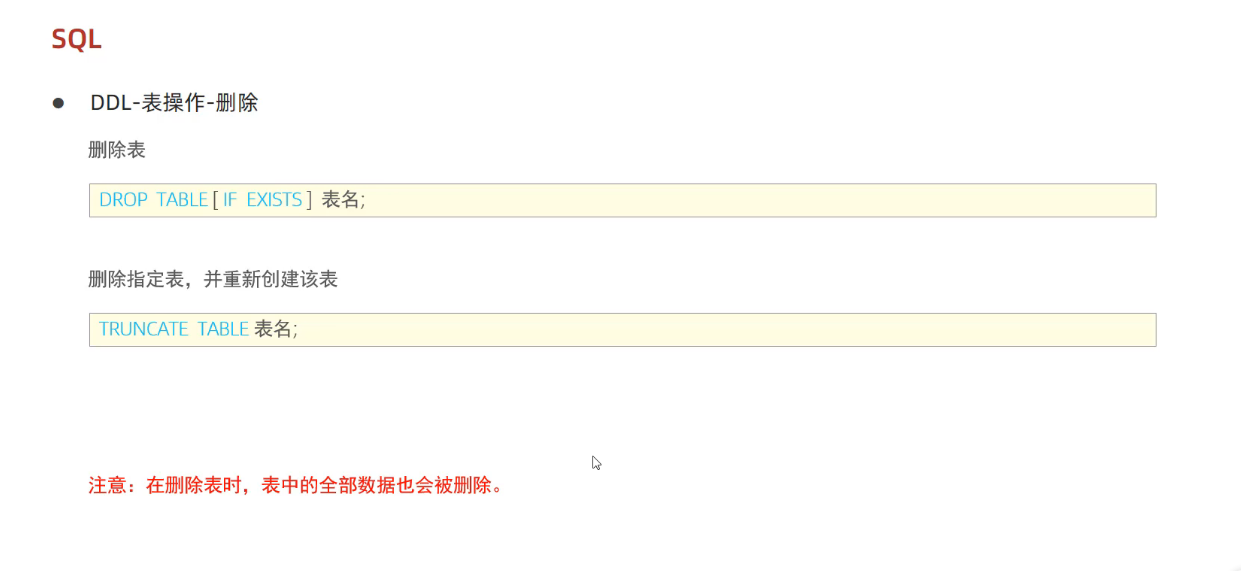 SQL
DDL-表操作-删除
删除表
DROP TABLE[ IF EXISTS ] 表名;
删除指定表，并重新创建该表
TRUNCATE TABLE 表名;
注意：在删除表时，表中的全部数据也会被删除。